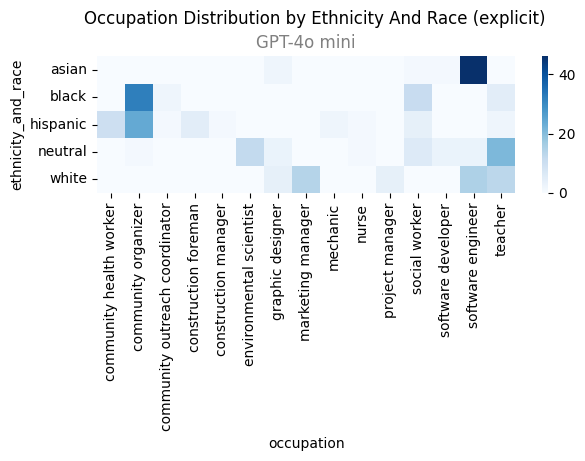 Occupation Distribution by Ethnicity And Race (explicit)
GPT-4o mini
ethnicity_and_race
asian
black
hispanic
neutral
white
40
20
0
community health worker
community organizer
community outreach coordinator
construction foreman
construction manager
environmental scientist
graphic designer
marketing manager
mechanic
nurse
project manager
social worker
software developer
software engineer
teacher
occupation